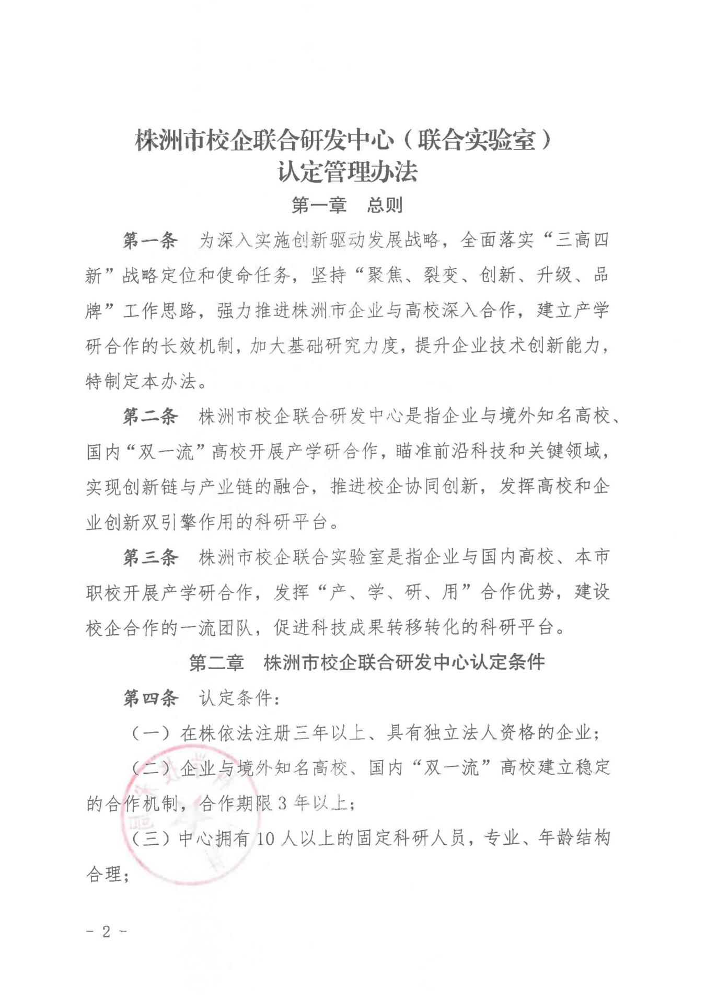 株洲市校企联合研发中心（联合实验室）
认定管理办法
第一章　总则
第一条　为深入实施创新驱动发展战略，全面落实“三高四
新”战略定位和使命任务，坚持“聚焦、裂变、创新、升级、品
牌”工作思路，强力推进株洲市企业与高校深入合作，建立产学
研合作的长效机制，加大基础研究力度，提升企业技术创新能力，
特制定本办法。
第二条　株洲市校企联合研发中心是指企业与境外知名高校、
国内“双一流”高校开展产学研合作，瞄准前沿科技和关键领域，
实现创新链与产业链的融合，推进校企协同创新，发挥高校和企
业创新双引擎作用的科研平台。
第三条　株洲市校企联合实验室是指企业与国内高校、本市
职校开展产学研合作，发挥“产、学、研、用”合作优势，建设
校企合作的一流团队，促进科技成果转移转化的科研平台。
第二章　株洲市校企联合研发中心认定条件
第四条　认定条件：
（一）在株依法注册三年以上、具有独立法人资格的企业；
（二）企业与境外知名高校、国内“双一流”高校建立稳定
的合作机制，合作期限 3 年以上；
（三）中心拥有 10 人以上的固定科研人员，专业、年龄结构
合理；
- 2 -